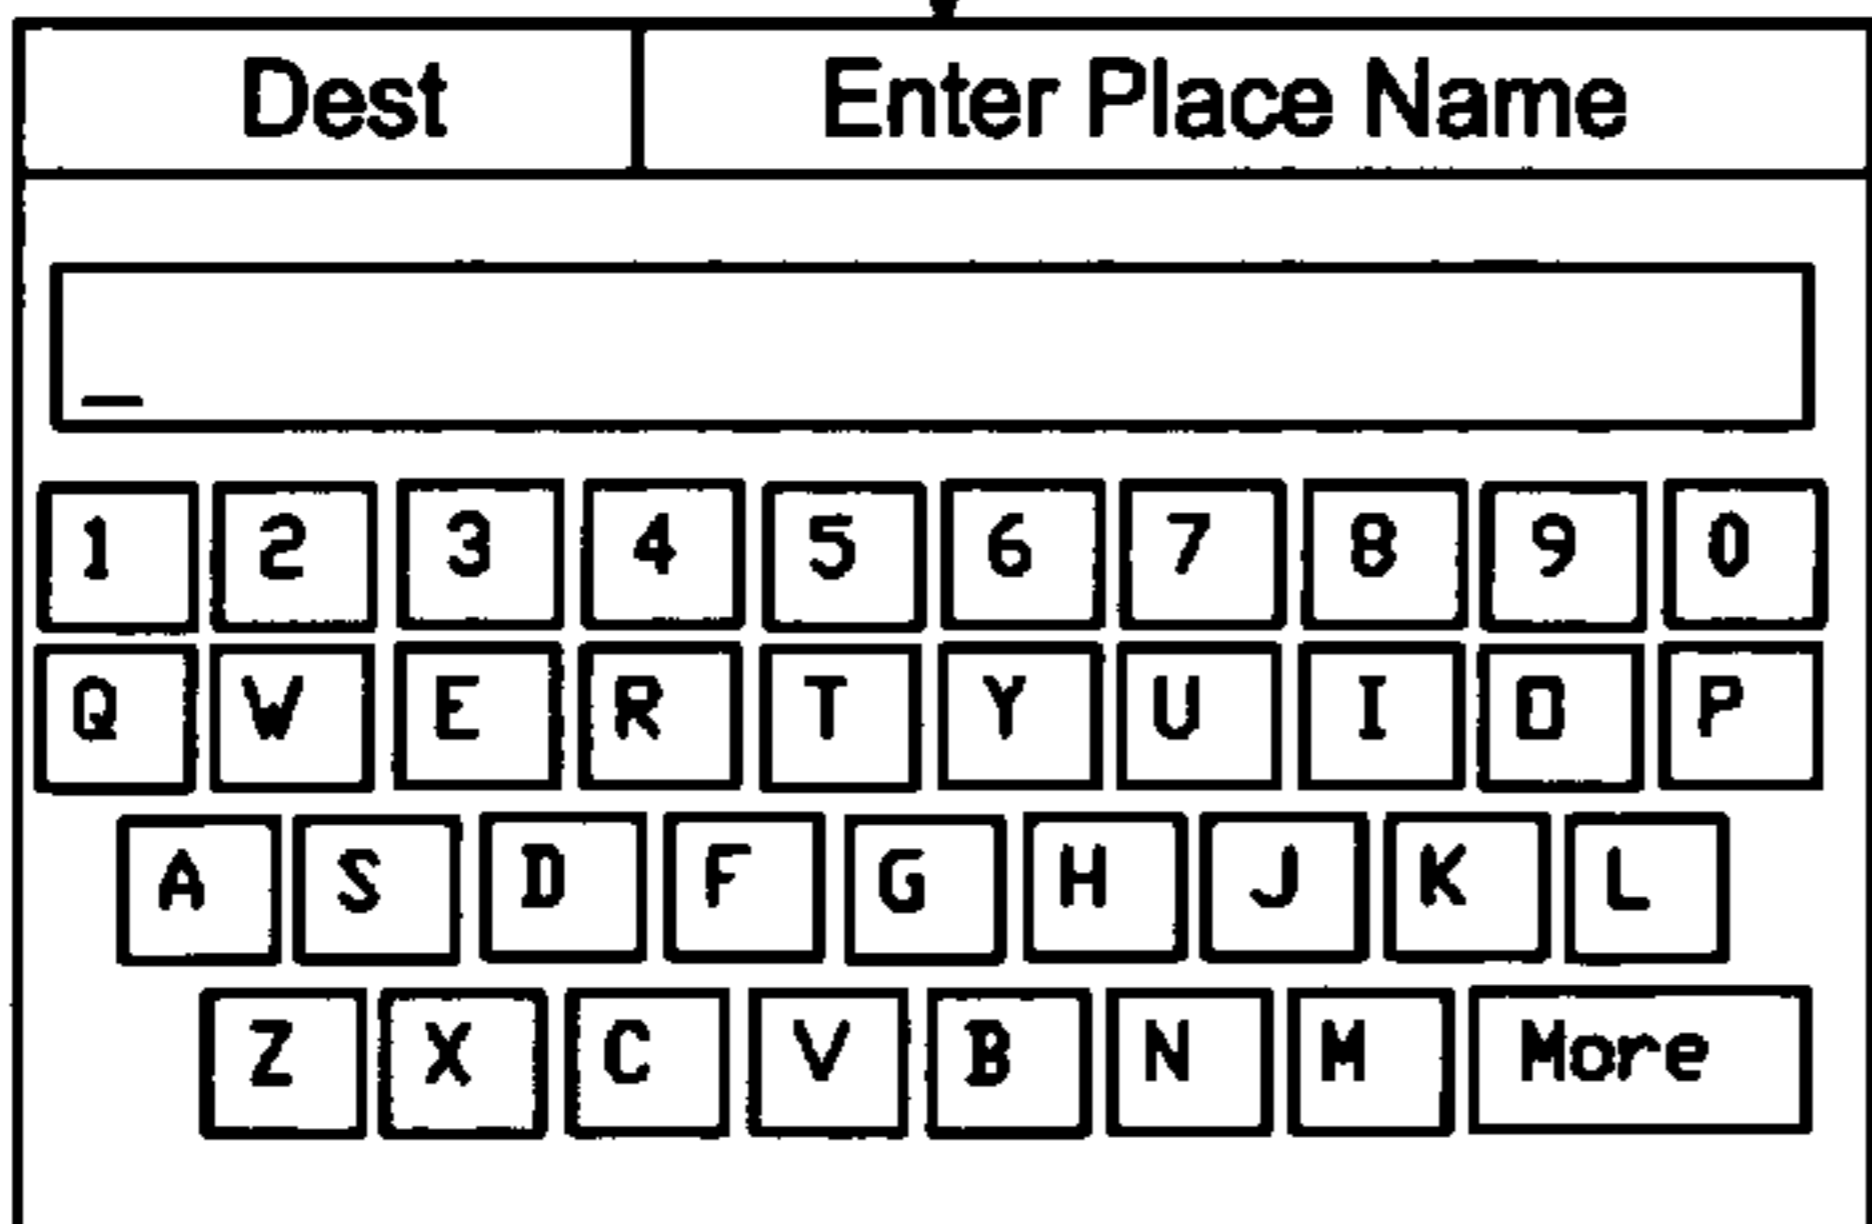 Dest Enter Place Name
_
1 2 3 4 5 6 7 8 9 0
Q W E R T Y U I O P
A S D F G H J K L
Z X C V B N M More